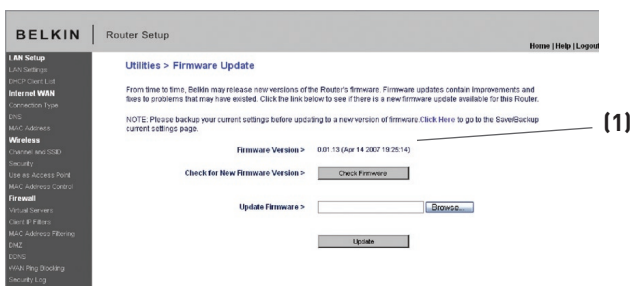 BELKIN
Router Setup
Home | Help | Logout
LAN Setup
LAN Settings
DHCP Client List
Internet WAN
Connection Type
DNS
MAC Address
Wireless
Channel and SSID
Security
Use as Access Point
MAC Address Control
Firewall
Virtual Servers
Client IP Filters
MAC Address Filtering
DMZ
DDNS
WAN Ping Blocking
Security Log
Utilities > Firmware Update
From time to time, Belkin may release new versions of the Router's firmware. Firmware updates contain improvements and
fixes to problems that may have existed. Click the link below to see if there is a new firmware update available for this Router.
NOTE: Please backup your current settings before updating to a new version of firmware.Click Here to go to the Save/Backup
current settings page.
(1)
Firmware Version > 0.01.13 (Apr 14 2007 19:25:14)
Check for New Firmware Version > Check Firmware
Update Firmware > Browse...
Update